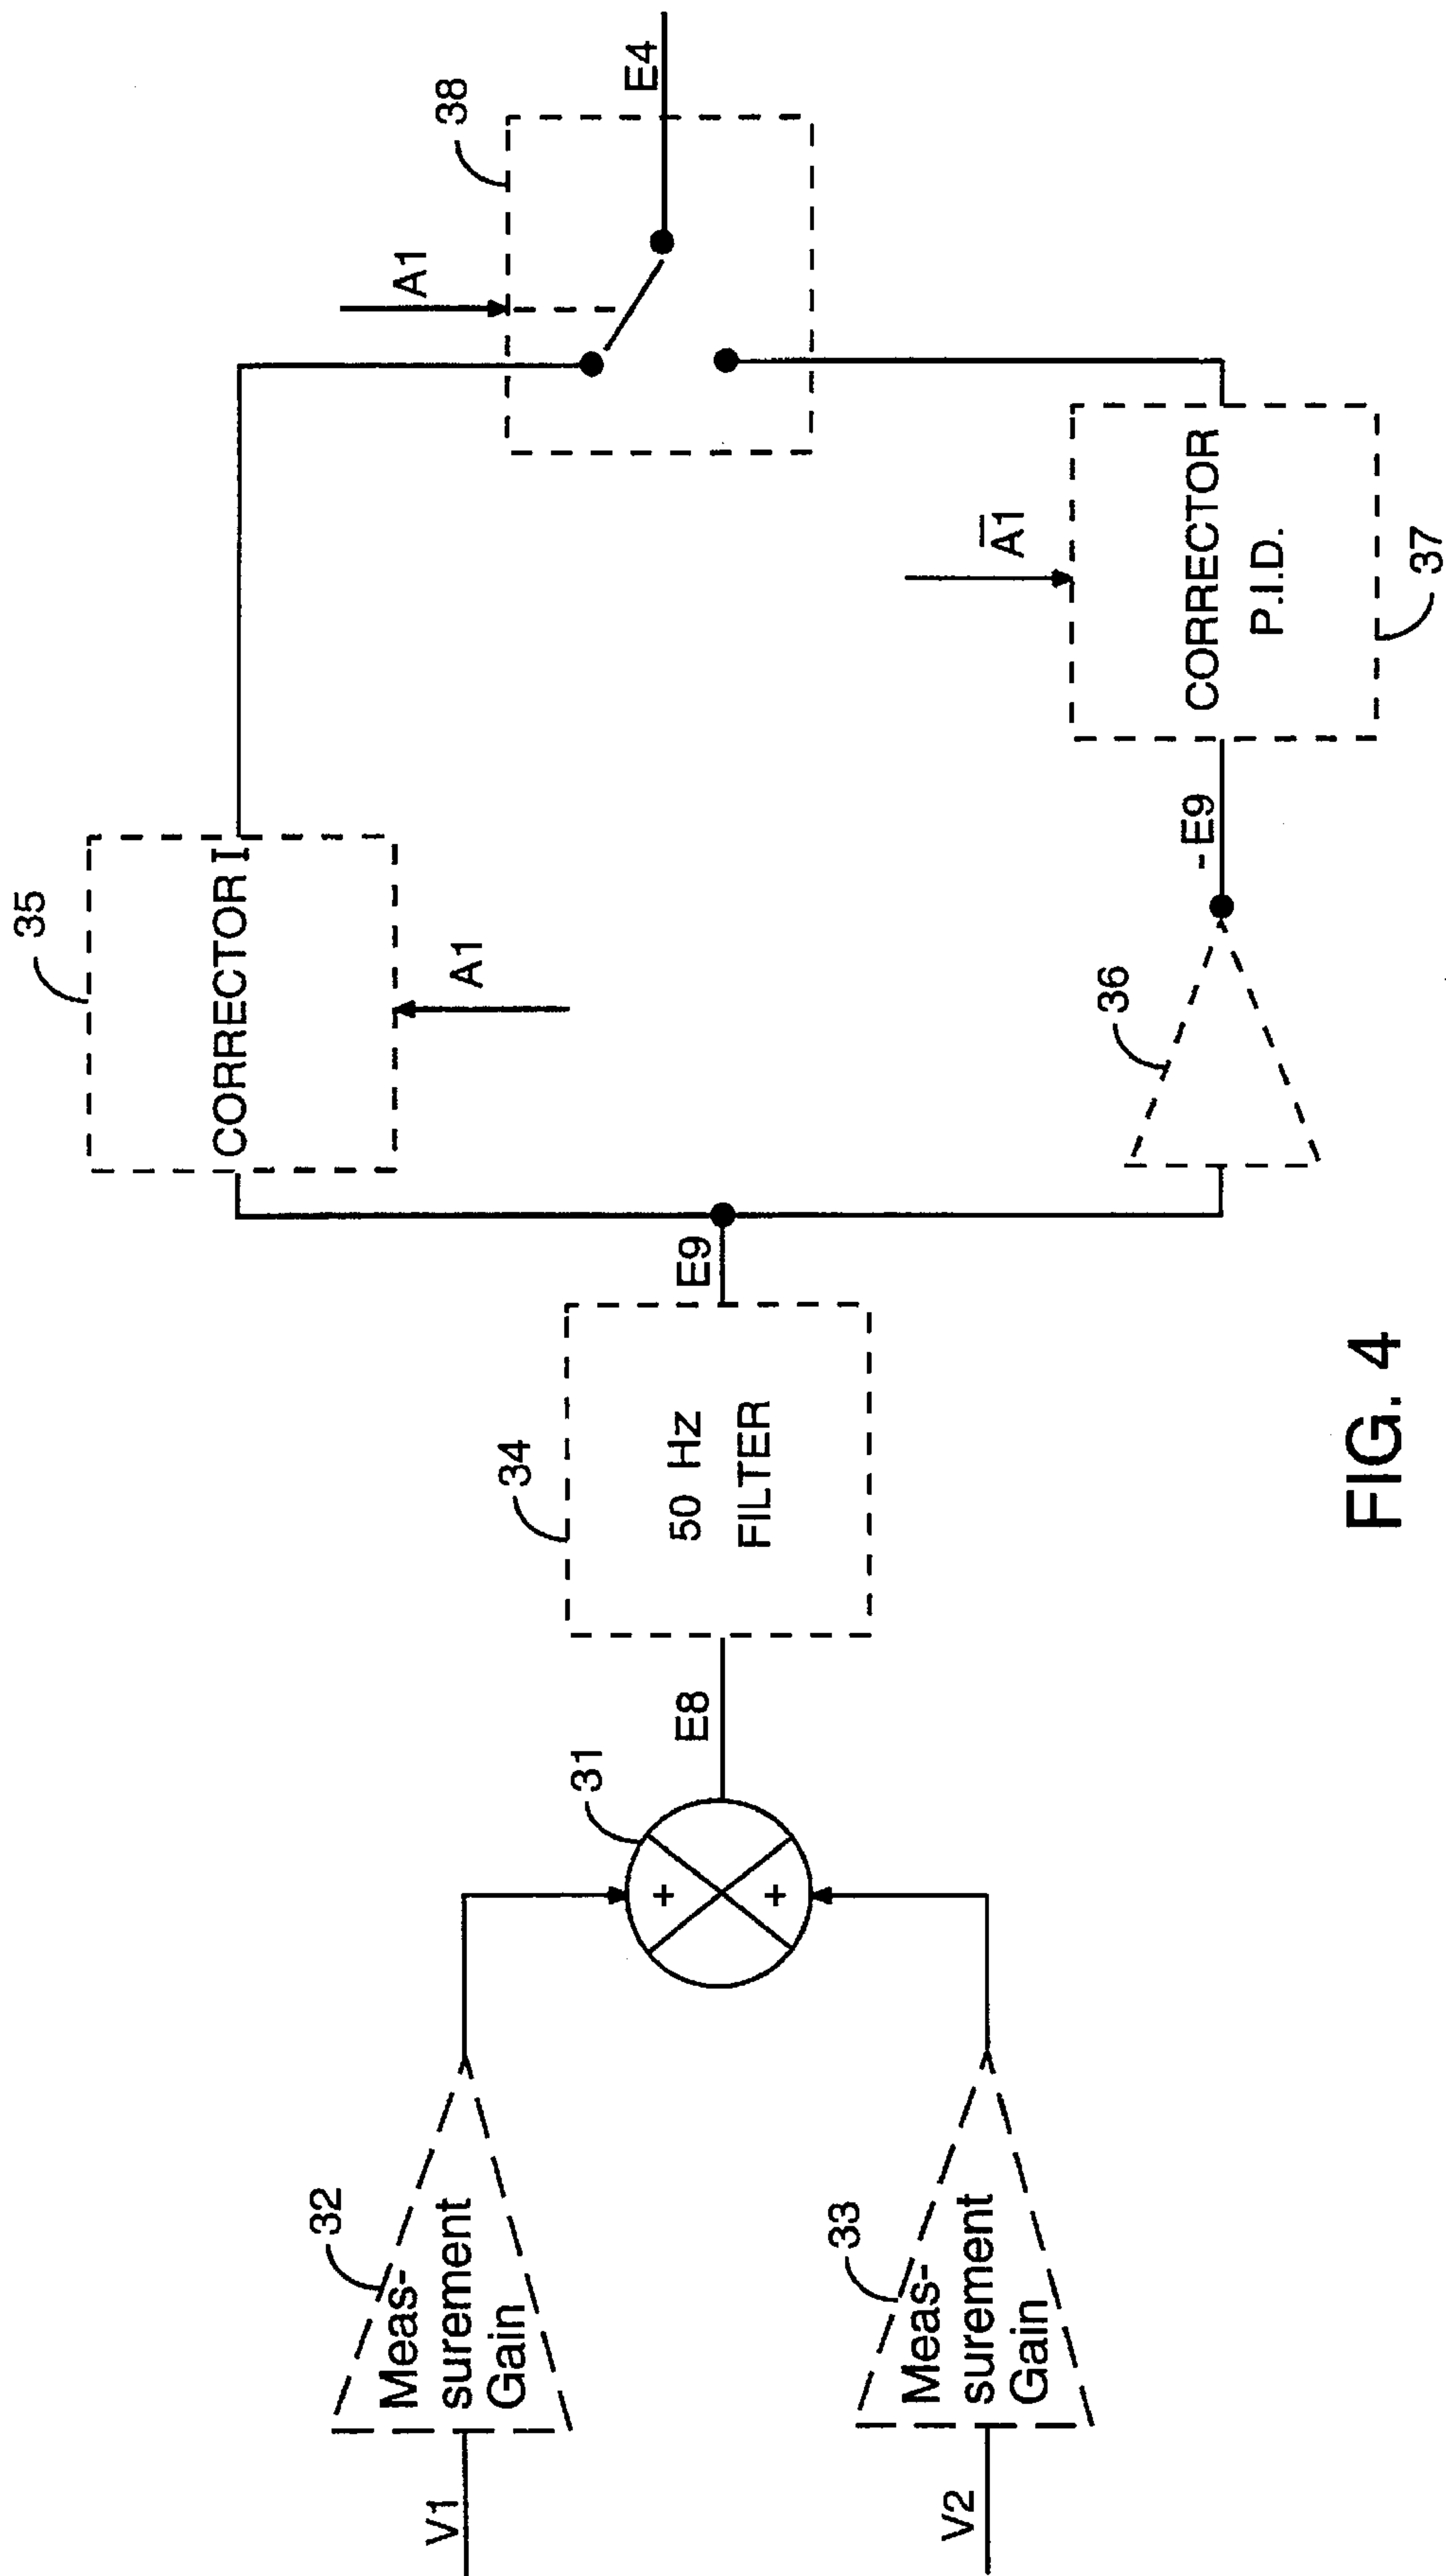 V1
Meas-
surement
Gain
32
V2
Meas-
surement
Gain
33
+
+
31
E8
50 Hz
FILTER
34
E9
CORRECTOR I
35
A1
36
-E9
CORRECTOR
P.I.D.
37
A̅1
A1
38
E4
FIG. 4